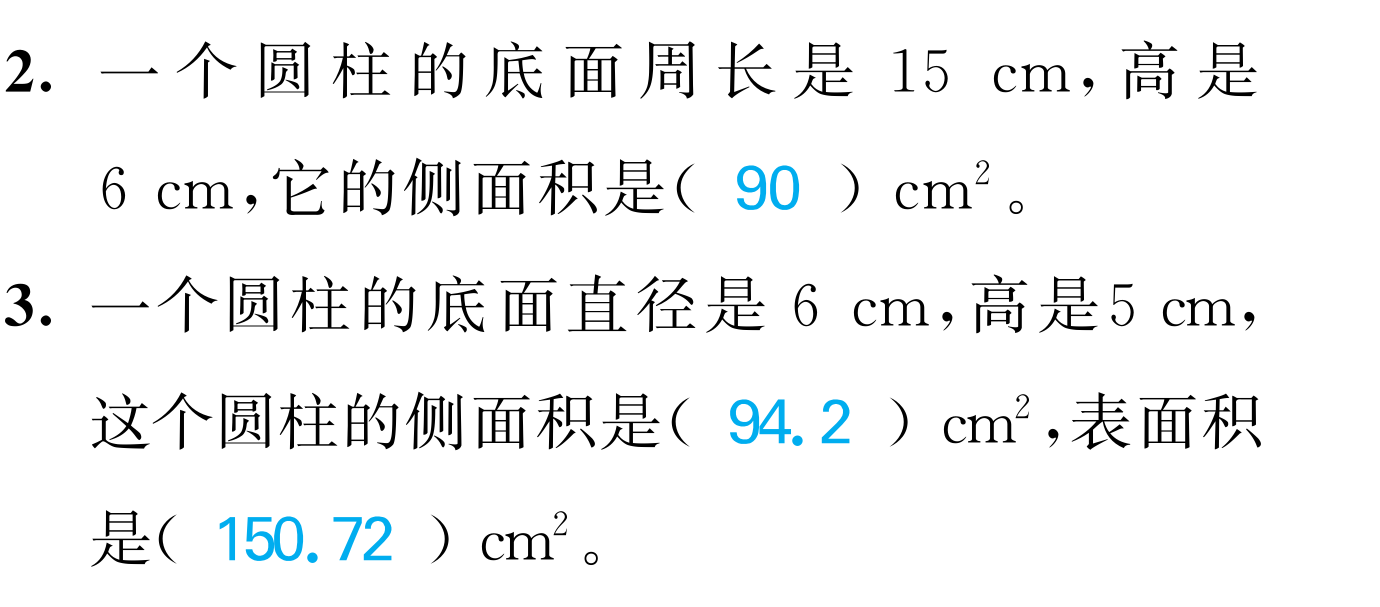 2. 一个圆柱的底面周长是 15 cm,高是
6 cm,它的侧面积是( 90 ) cm²。
3. 一个圆柱的底面直径是 6 cm,高是5 cm,
这个圆柱的侧面积是( 94.2 ) cm²,表面积
是( 150.72 ) cm²。